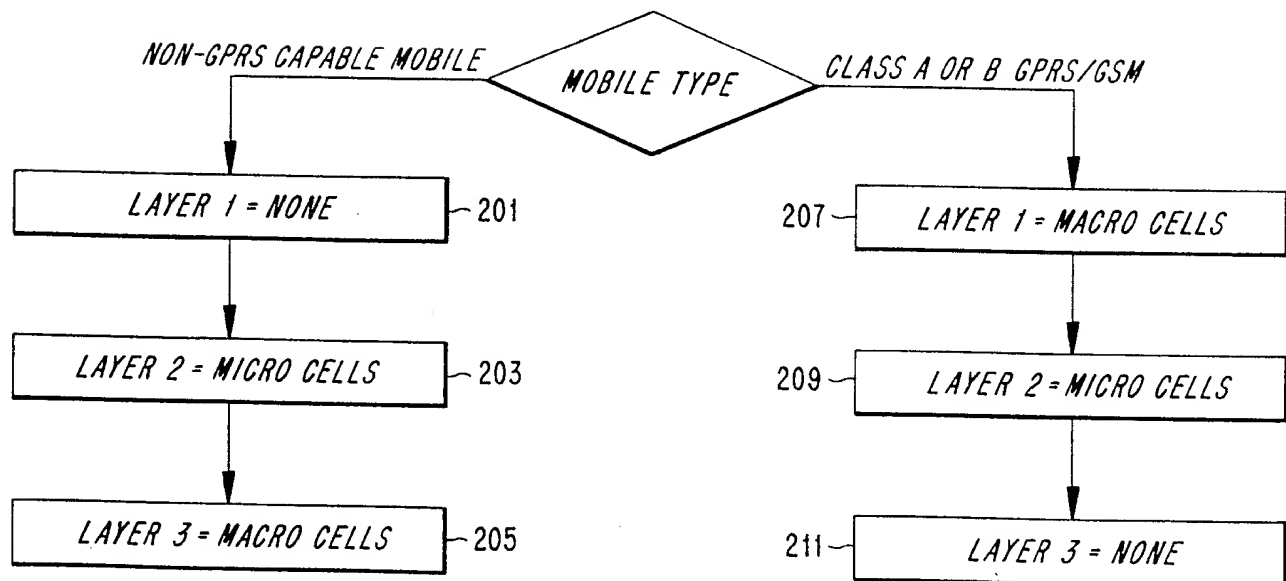 MOBILE TYPE
NON-GPRS CAPABLE MOBILE
CLASS A OR B GPRS/GSM
LAYER 1 = NONE
201
LAYER 2 = MICRO CELLS
203
LAYER 3 = MACRO CELLS
205
207
LAYER 1 = MACRO CELLS
209
LAYER 2 = MICRO CELLS
211
LAYER 3 = NONE